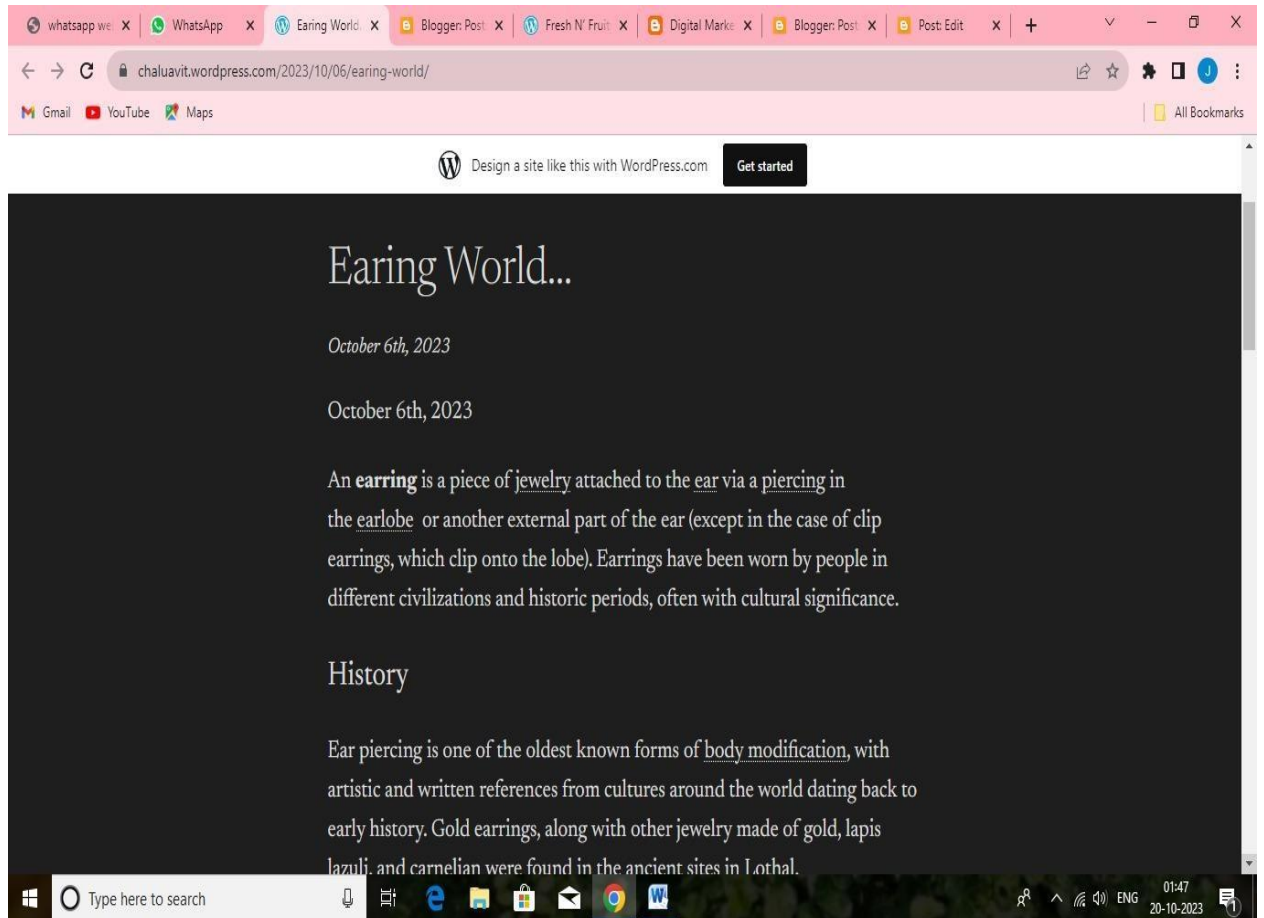 whatsapp we
WhatsApp
Earing World.
Blogger: Post
Fresh N' Fruit
Digital Marke
Blogger: Post
Post: Edit
chaluavit.wordpress.com/2023/10/06/earing-world/
J
Gmail YouTube Maps
All Bookmarks
Design a site like this with WordPress.com Get started
Earing World...
October 6th, 2023
October 6th, 2023
An earring is a piece of jewelry attached to the ear via a piercing in
the earlobe or another external part of the ear (except in the case of clip
earrings, which clip onto the lobe). Earrings have been worn by people in
different civilizations and historic periods, often with cultural significance.
History
Ear piercing is one of the oldest known forms of body modification, with
artistic and written references from cultures around the world dating back to
early history. Gold earrings, along with other jewelry made of gold, lapis
lazuli, and carnelian were found in the ancient sites in Lothal,
Type here to search
ENG
01:47
20-10-2023
1